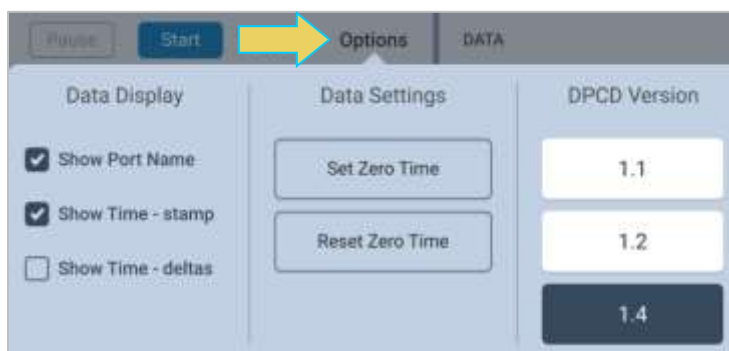 Pause Start Options DATA
Data Display Data Settings DPCD Version
Show Port Name Set Zero Time 1.1
Show Time - stamp Reset Zero Time 1.2
Show Time - deltas
1.4